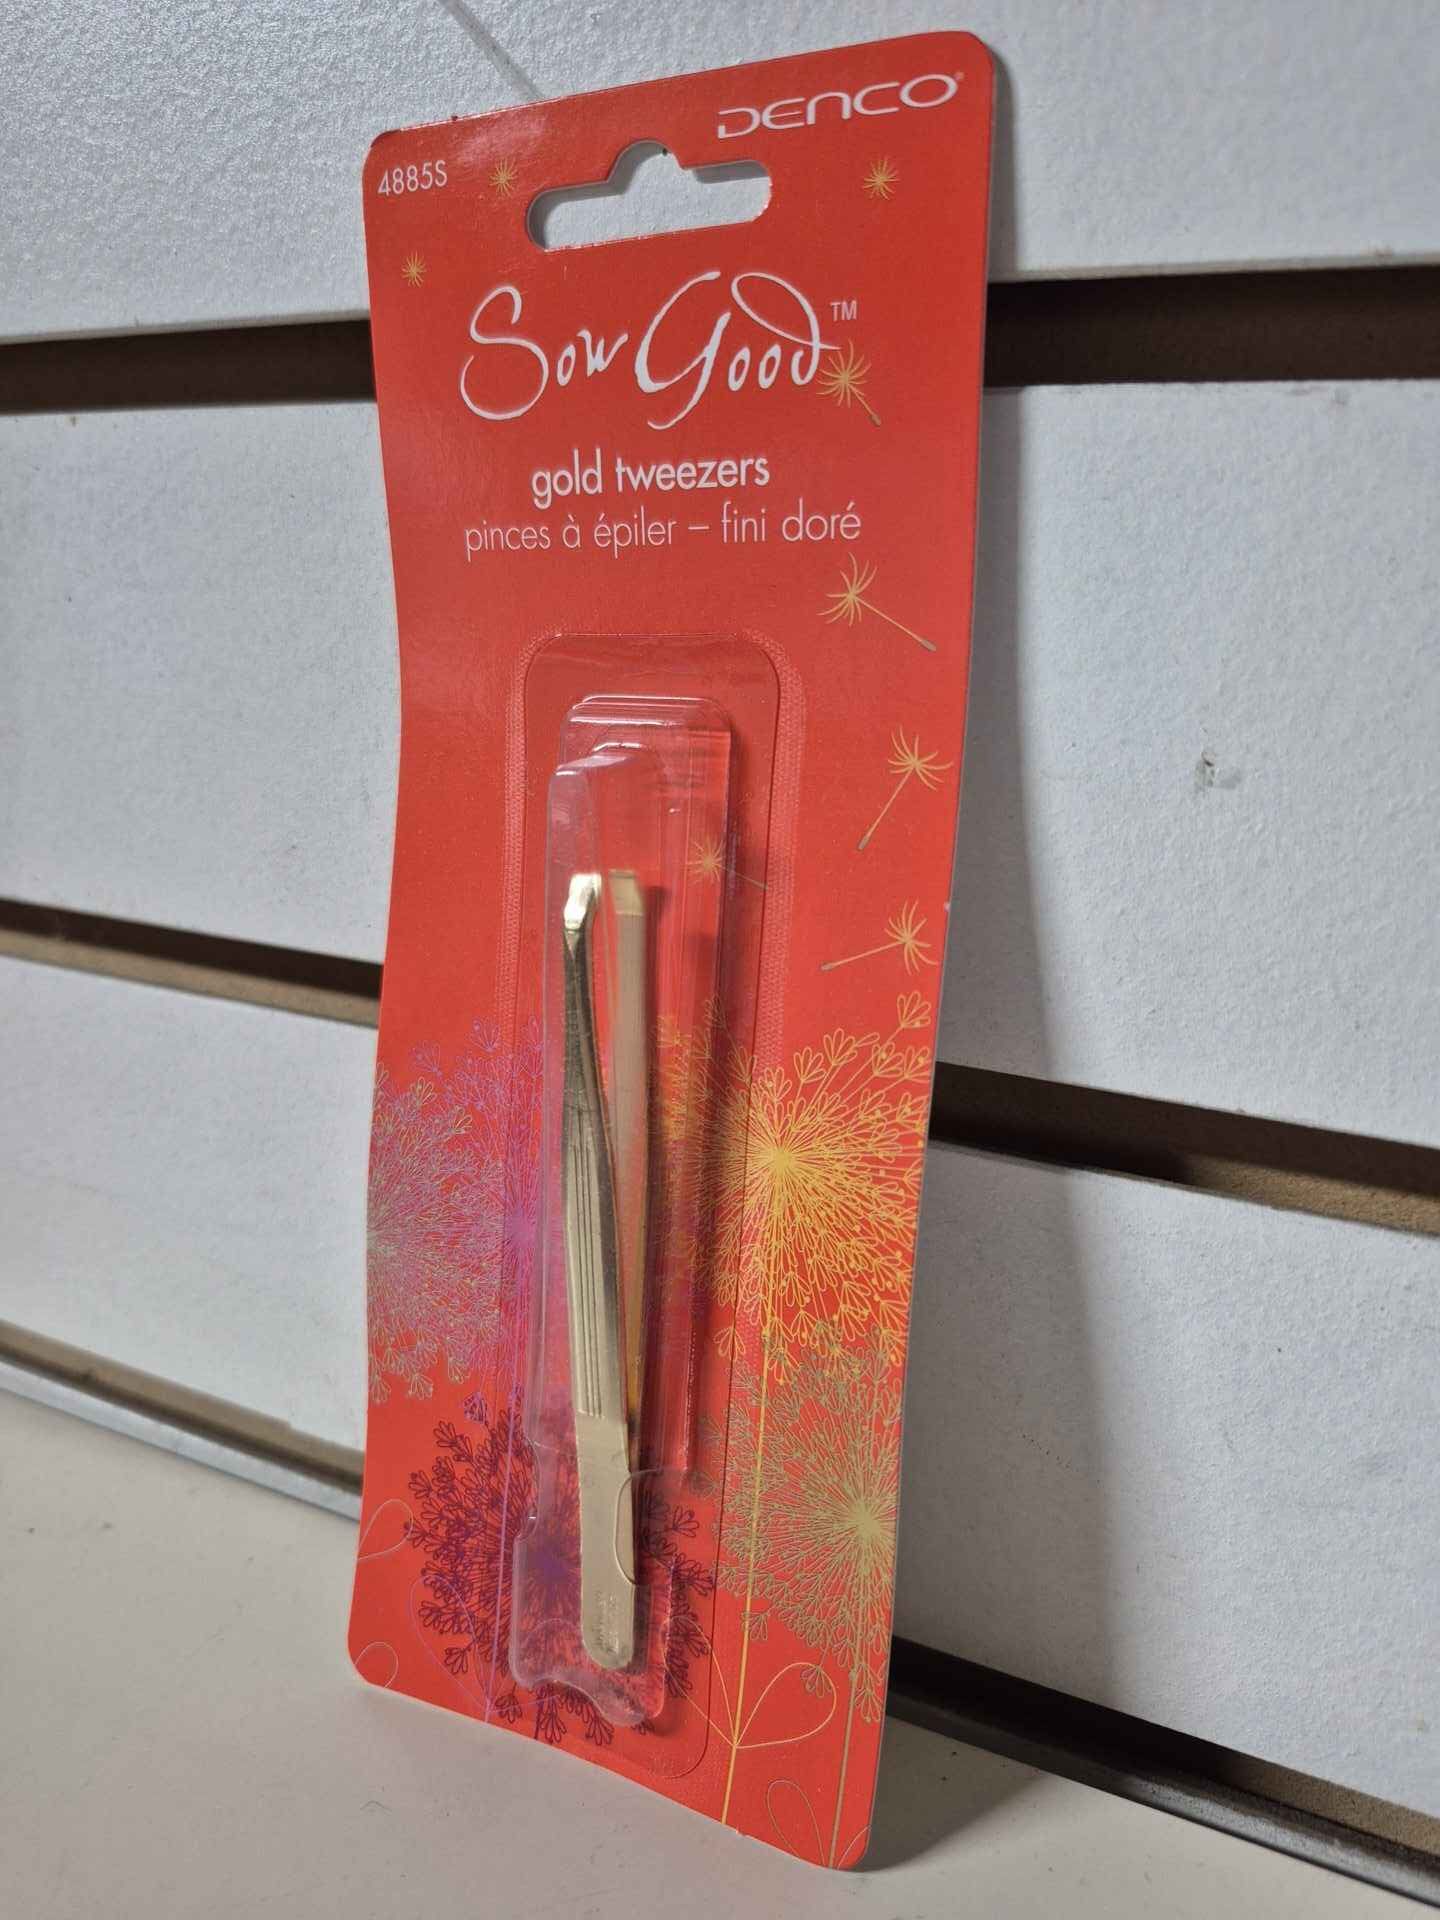 DENCO
4885S
Sow Good™
gold tweezers
pinces à épiler – fini doré